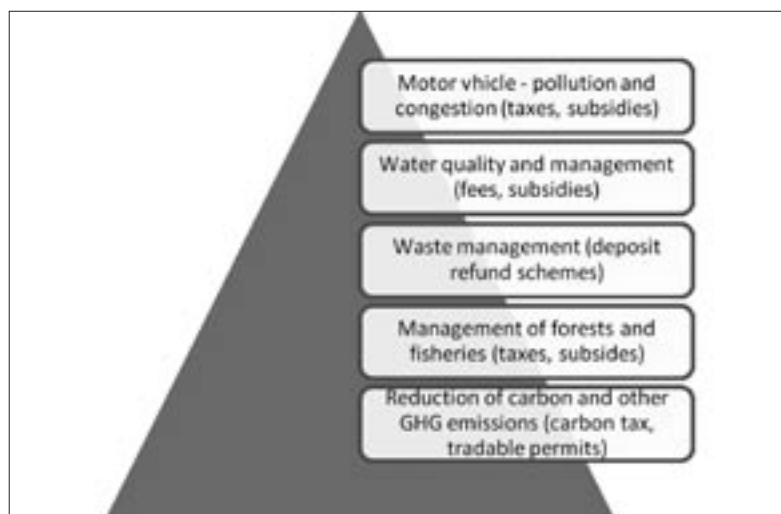 Motor vhicle - pollution and
congestion (taxes, subsidies)
Water quality and management
(fees, subsidies)
Waste management (deposit
refund schemes)
Management of forests and
fisheries (taxes, subsides)
Reduction of carbon and other
GHG emissions (carbon tax,
tradable permits)